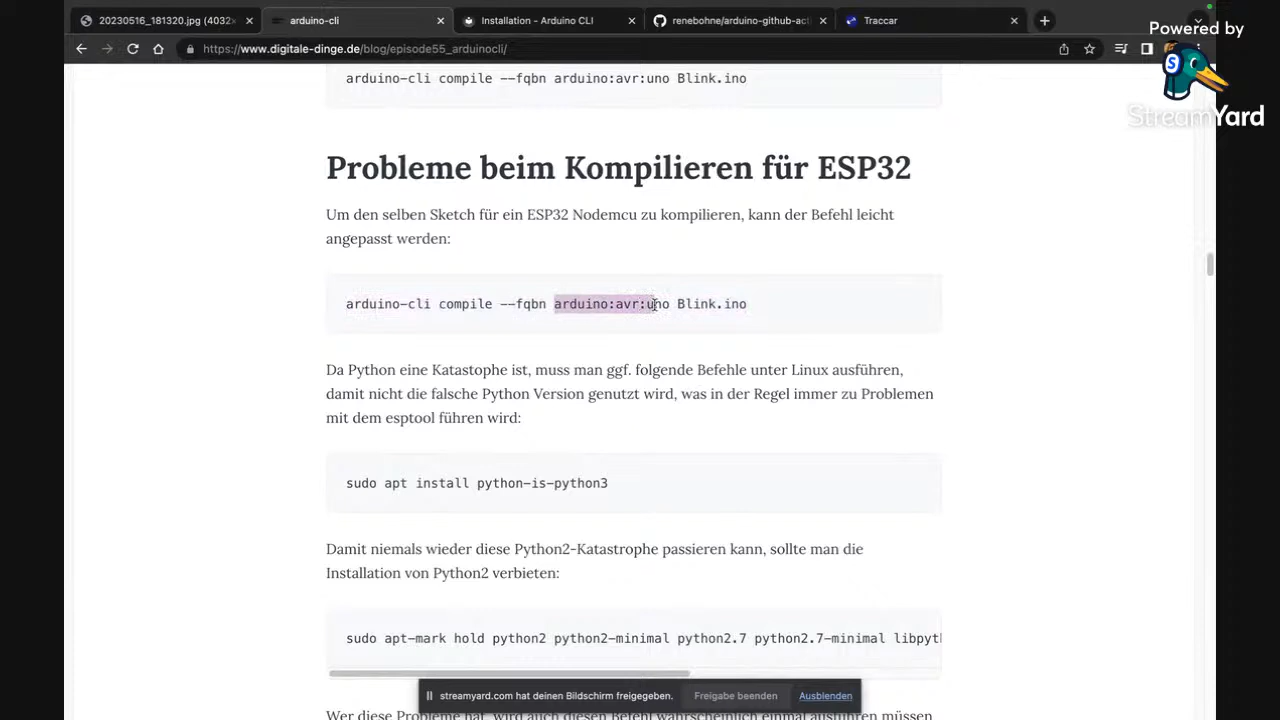 20230516_181320.jpg (4032×
arduino-cli
Installation - Arduino CLI
renebohne/arduino-github-act
Traccar
Powered by
https://www.digitale-dinge.de/blog/episode55_arduinocli/
StreamYard
arduino-cli compile --fqbn arduino:avr:uno Blink.ino
Probleme beim Kompilieren für ESP32
Um den selben Sketch für ein ESP32 Nodemcu zu kompilieren, kann der Befehl leicht
angepasst werden:
arduino-cli compile --fqbn arduino:avr:uno Blink.ino
Da Python eine Katastophe ist, muss man ggf. folgende Befehle unter Linux ausführen,
damit nicht die falsche Python Version genutzt wird, was in der Regel immer zu Problemen
mit dem esptool führen wird:
sudo apt install python-is-python3
Damit niemals wieder diese Python2-Katastrophe passieren kann, sollte man die
Installation von Python2 verbieten:
sudo apt-mark hold python2 python2-minimal python2.7 python2.7-minimal libpyth
streamyard.com hat deinen Bildschirm freigegeben.
Freigabe beenden
Ausblenden
Wer diese Probleme hat, wird auch diesen Befehl wahrscheinlich einmal ausführen müssen